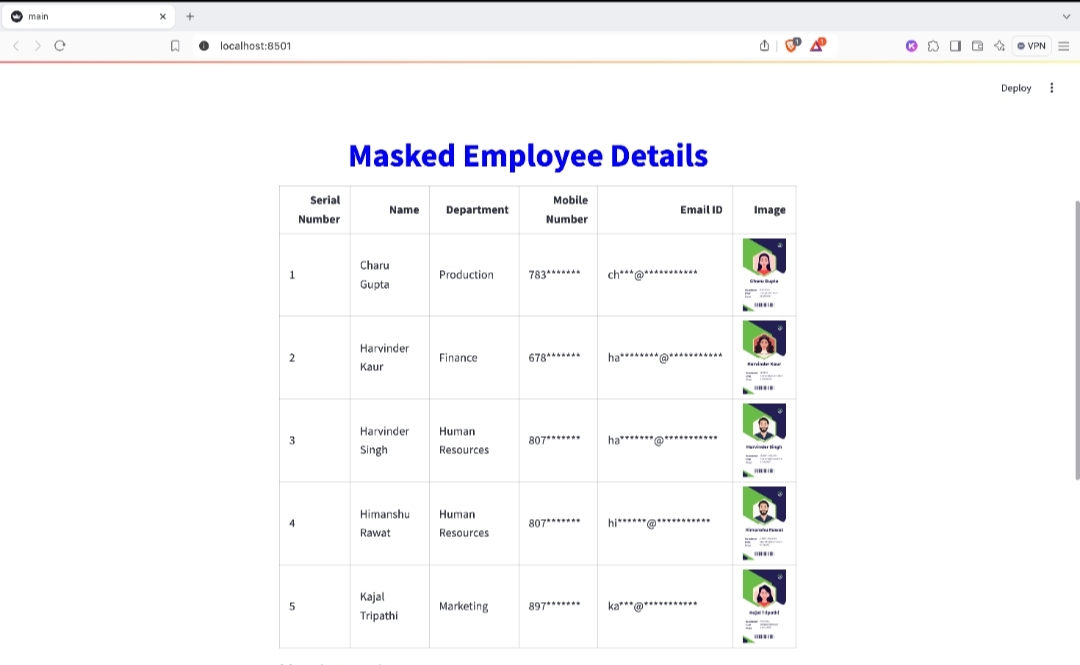 main
localhost:8501
VPN
Deploy
Masked Employee Details
Serial Number Name Department Mobile Number Email ID Image
1 Charu Gupta Production 783******* ch***@***********
Charu Gupta
2 Harvinder Kaur Finance 678******* ha********@***********
Harvinder Kaur
3 Harvinder Singh Human Resources 807******* ha*******@***********
Harvinder Singh
4 Himanshu Rawat Human Resources 807******* hi******@***********
Himanshu Rawat
5 Kajal Tripathi Marketing 897******* ka***@***********
Kajal Tripathi